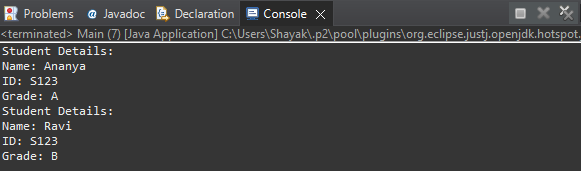 Problems Javadoc Declaration Console
<terminated> Main (7) [Java Application] C:\Users\Shayak\.p2\pool\plugins\org.eclipse.justj.openjdk.hotspot.
Student Details:
Name: Ananya
ID: S123
Grade: A
Student Details:
Name: Ravi
ID: S123
Grade: B